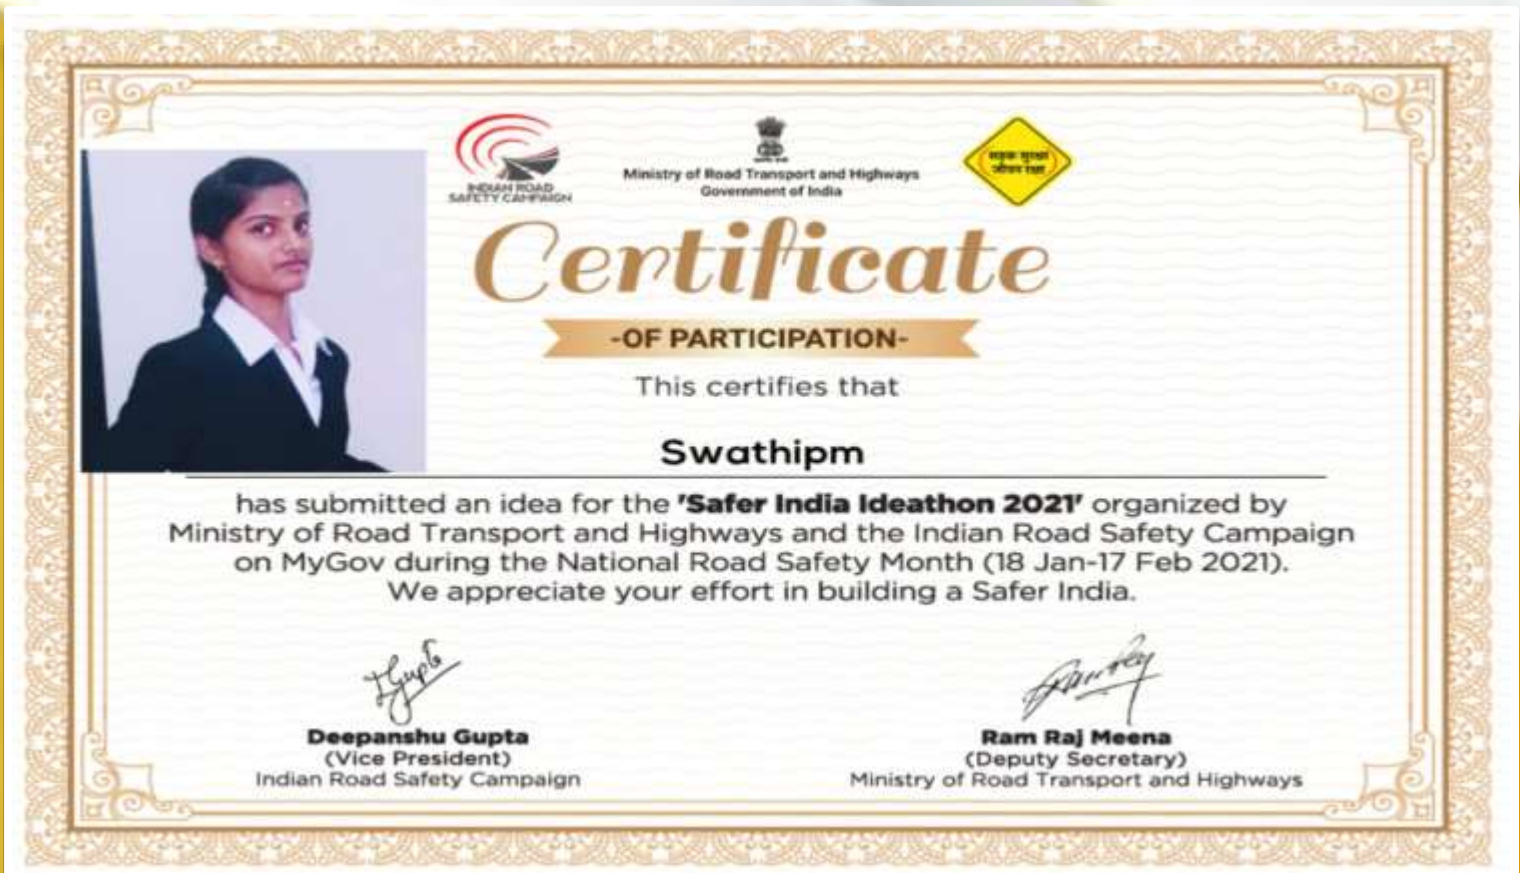 INDIAN ROAD
SAFETY CAMPAIGN
Ministry of Road Transport and Highways
Government of India
सड़क सुरक्षा
जीवन रक्षा
Certificate
-OF PARTICIPATION-
This certifies that
Swathipm
has submitted an idea for the 'Safer India Ideathon 2021' organized by
Ministry of Road Transport and Highways and the Indian Road Safety Campaign
on MyGov during the National Road Safety Month (18 Jan-17 Feb 2021).
We appreciate your effort in building a Safer India.
Deepanshu Gupta
(Vice President)
Indian Road Safety Campaign
Ram Raj Meena
(Deputy Secretary)
Ministry of Road Transport and Highways